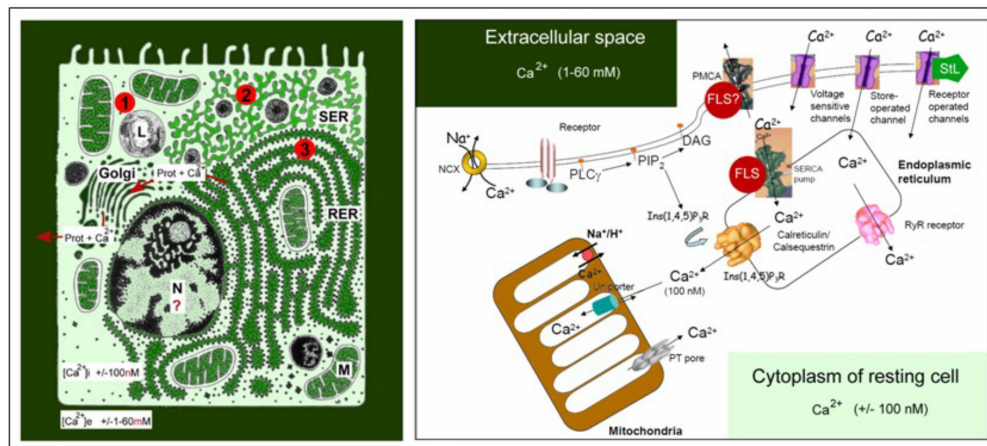 1
2
L
SER
3
Golgi
Prot + Ca
RER
Prot + Ca²⁺
N
?
[Ca²⁺]i +/-100nM
M
[Ca²⁺]e +/-1-60mM
Extracellular space
Ca²⁺ (1-60 mM)
PMCA
FLS?
Ca²⁺
Ca²⁺
Ca²⁺
StL
Voltage
sensitive
channels
Store-
operated
channel
Receptor
operated
channels
Na⁺
NCX
Ca²⁺
Receptor
PLCγ
PIP₂
DAG
Ca²⁺
Ca²⁺
FLS
SERCA
pump
Ca²⁺
Endoplasmic
reticulum
Ins(1,4,5)P₃R
Ca²⁺
Calreticulin/
Calsequestrin
RyR receptor
Ca²⁺
Ins(1,4,5)P₃R
Na⁺/H⁺
Ca²⁺
Uniporter
Ca²⁺
(100 nM)
Ca²⁺
Ca²⁺
PT pore
Mitochondria
Cytoplasm of resting cell
Ca²⁺ (+/- 100 nM)